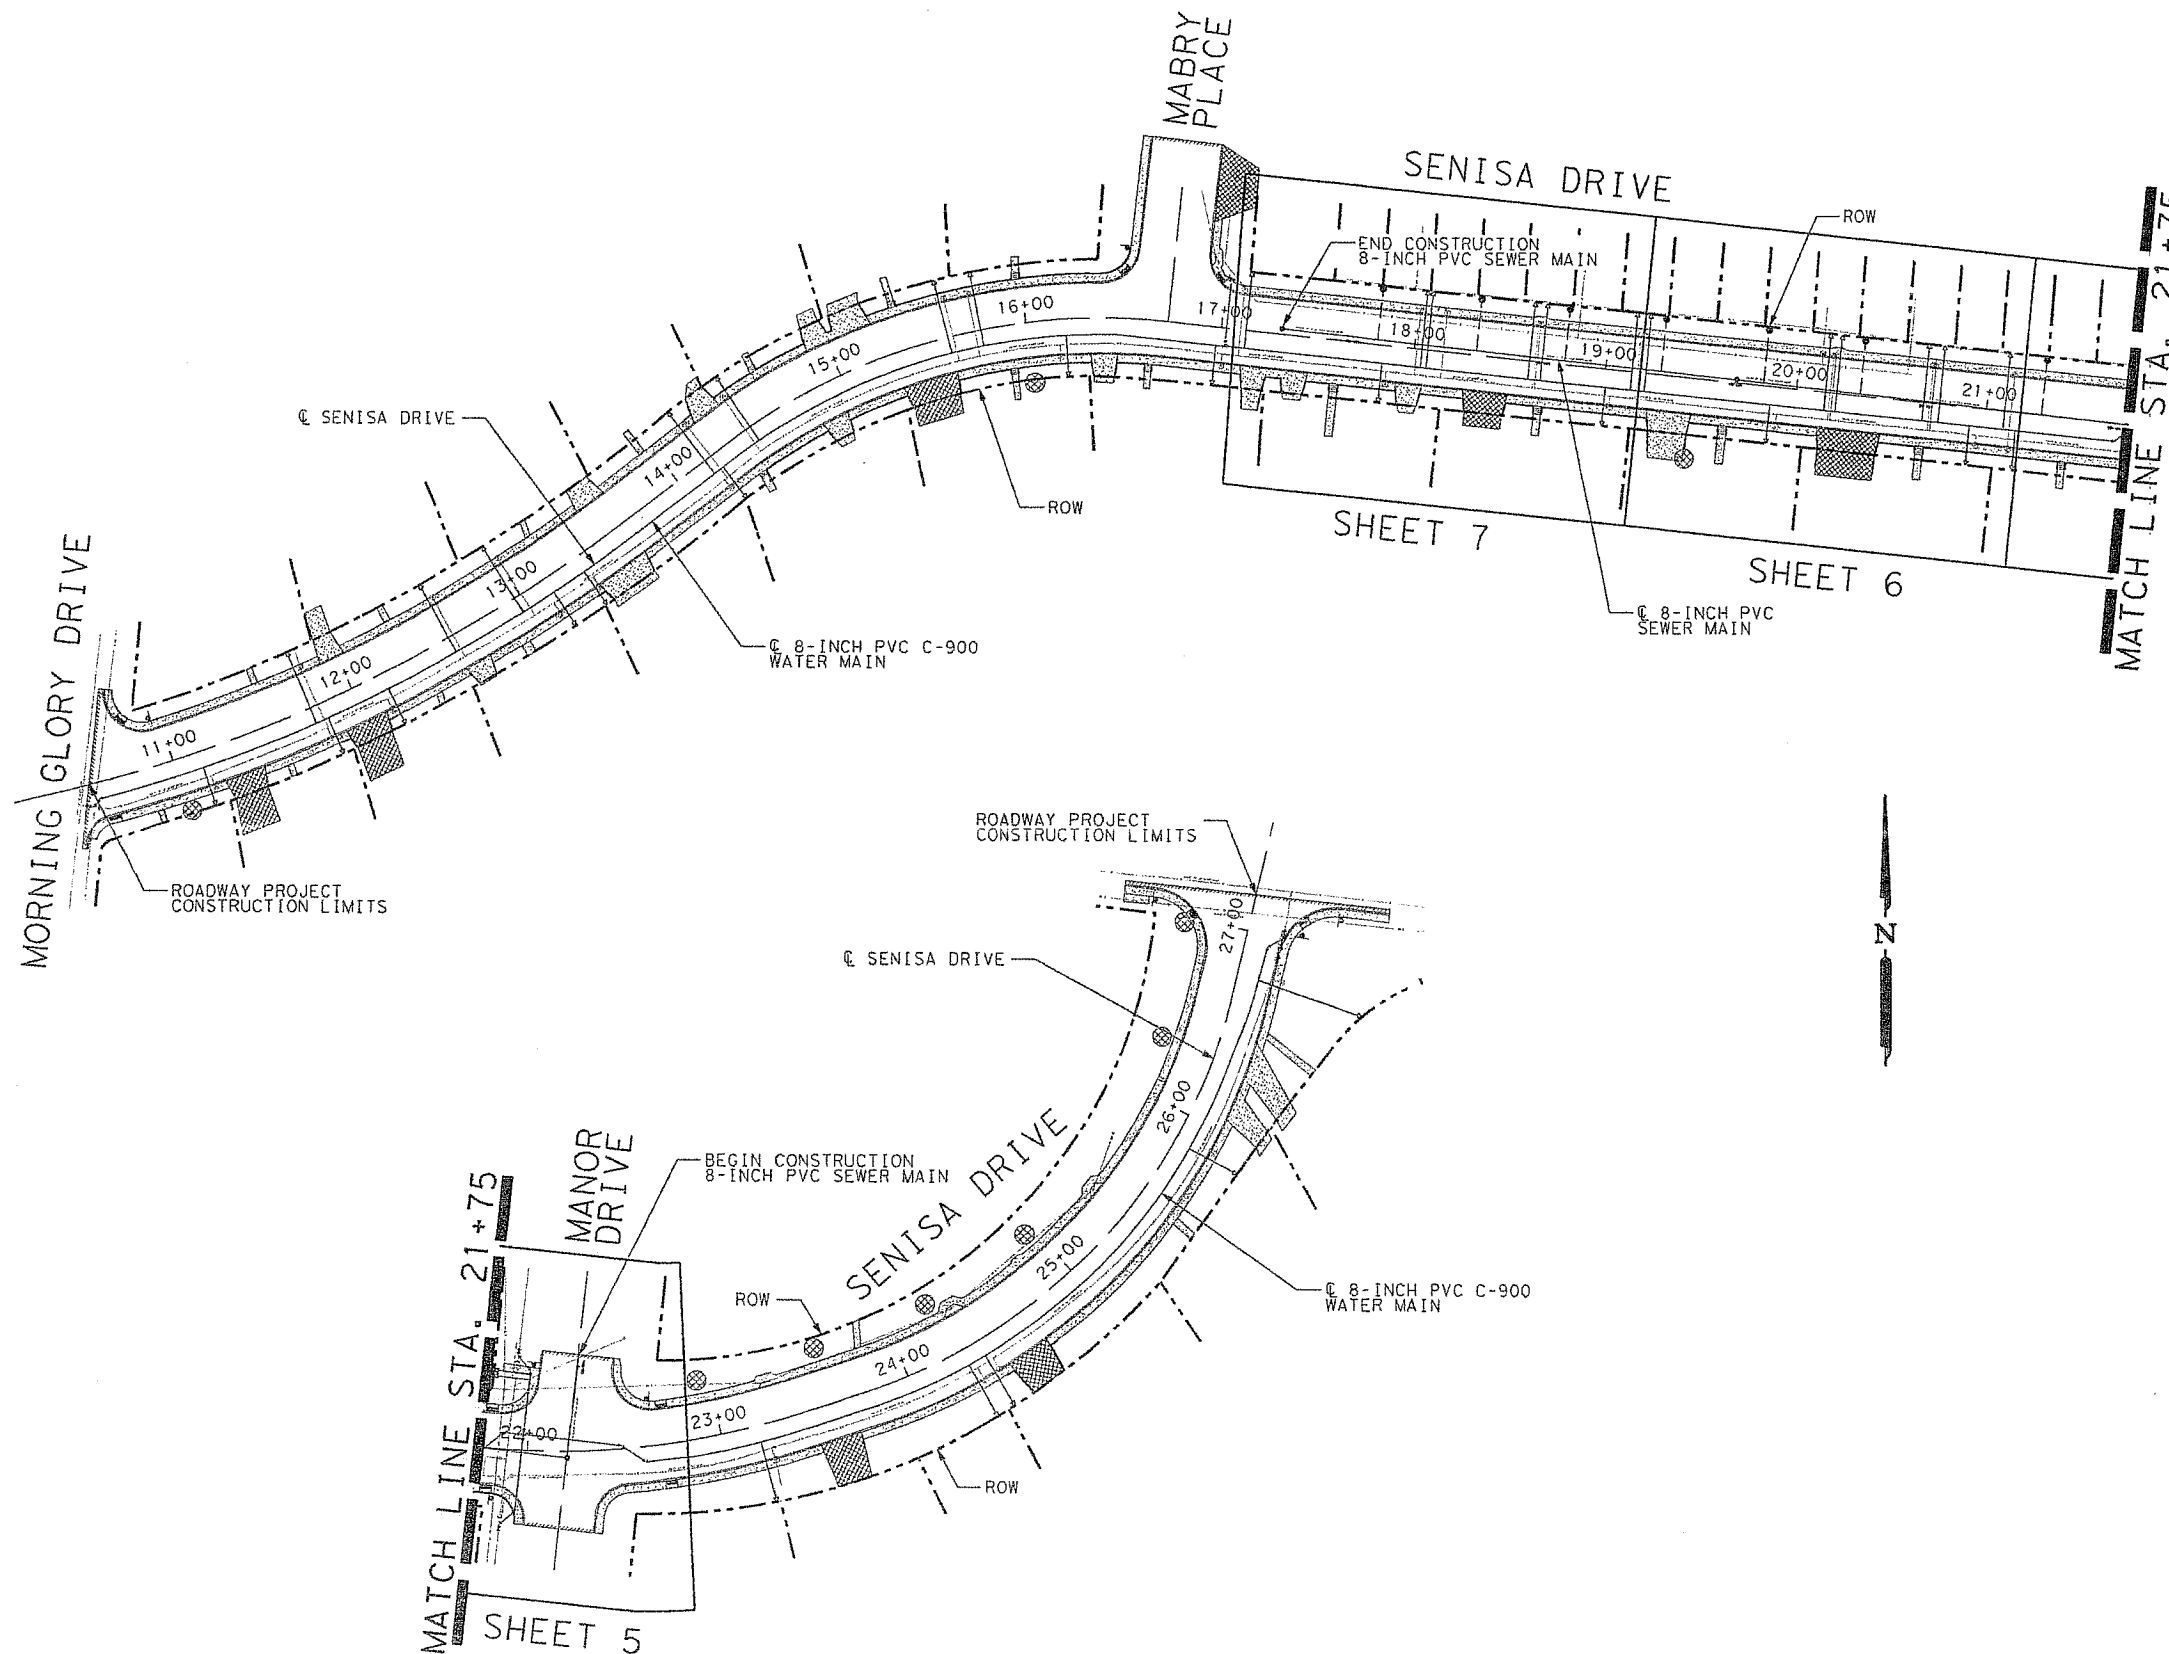 MABRY
PLACE
SENISA DRIVE
ROW
END CONSTRUCTION
8-INCH PVC SEWER MAIN
MATCH LINE STA. 21+75
16+00
17+00
18+00
19+00
20+00
21+00
15+00
14+00
13+00
12+00
11+00
℄ SENISA DRIVE
ROW
SHEET 7
SHEET 6
℄ 8-INCH PVC
SEWER MAIN
℄ 8-INCH PVC C-900
WATER MAIN
MORNING GLORY DRIVE
ROADWAY PROJECT
CONSTRUCTION LIMITS
ROADWAY PROJECT
CONSTRUCTION LIMITS
N
27+00
℄ SENISA DRIVE
26+00
SENISA DRIVE
MANOR
DRIVE
BEGIN CONSTRUCTION
8-INCH PVC SEWER MAIN
25+00
℄ 8-INCH PVC C-900
WATER MAIN
ROW
24+00
23+00
22+00
ROW
MATCH LINE STA. 21+75
SHEET 5